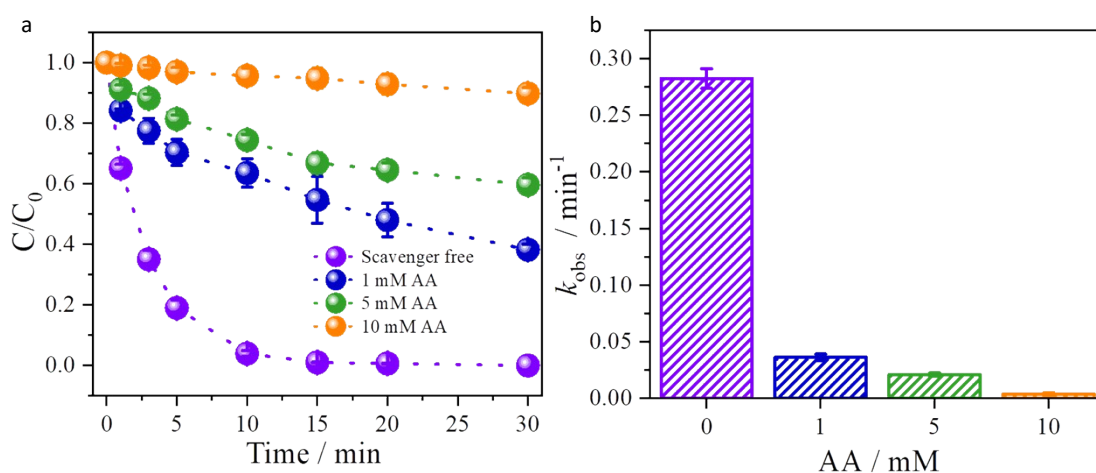 a
C/C0
1.0
0.8
0.6
0.4
0.2
0.0
Scavenger free
1 mM AA
5 mM AA
10 mM AA
0 5 10 15 20 25 30
Time / min
b
kobs / min-1
0.30
0.25
0.20
0.15
0.10
0.05
0.00
0 1 5 10
AA / mM